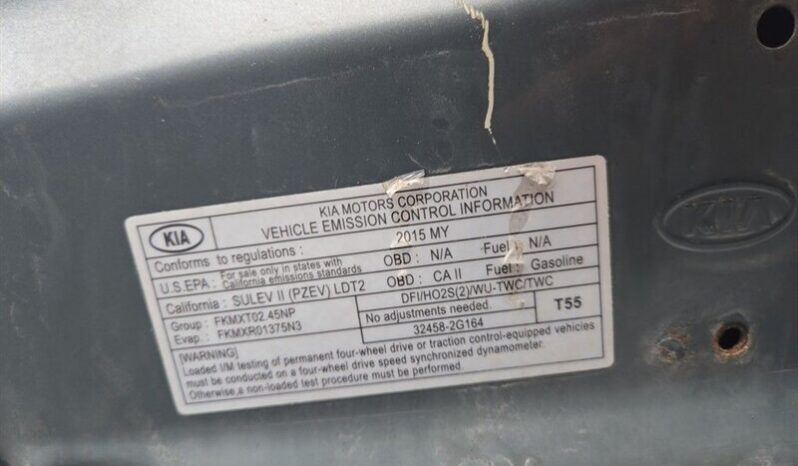 KIA
KIA MOTORS CORPORATION
VEHICLE EMISSION CONTROL INFORMATION
Conforms to regulations : 2015 MY
U.S.EPA : For sale only in states with California emissions standards OBD : N/A Fuel : N/A
California : SULEV II (PZEV) LDT2 OBD : CA II Fuel : Gasoline
Group : FKMXT02.45NP
Evap : FKMXR01375N3
DFI/HO2S(2)/WU-TWC/TWC
No adjustments needed.
32458-2G164
T55
[WARNING]
Loaded I/M testing of permanent four-wheel drive or traction control-equipped vehicles
must be conducted on a four-wheel drive speed synchronized dynamometer.
Otherwise,a non-loaded test procedure must be performed.
KIA